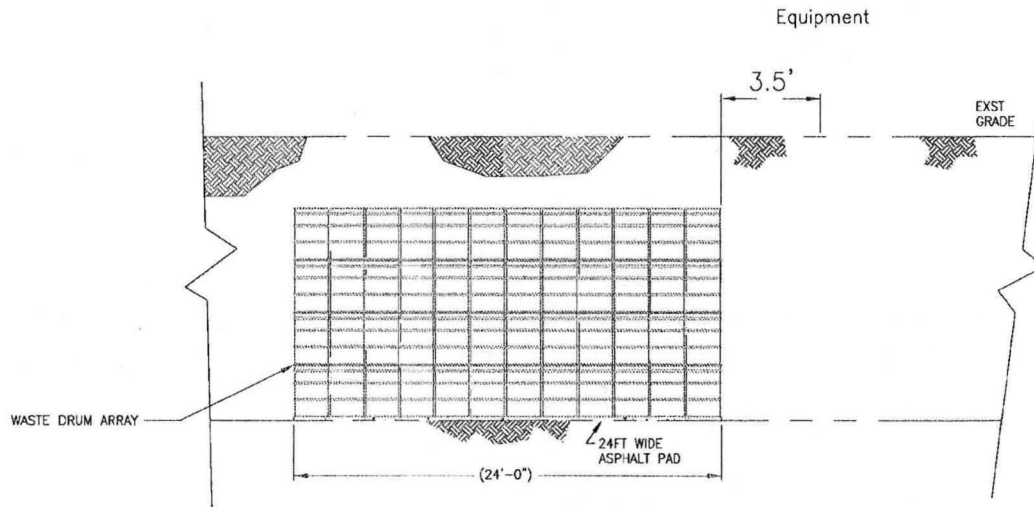 Equipment
3.5'
EXST
GRADE
WASTE DRUM ARRAY
24FT WIDE
ASPHALT PAD
(24'-0")